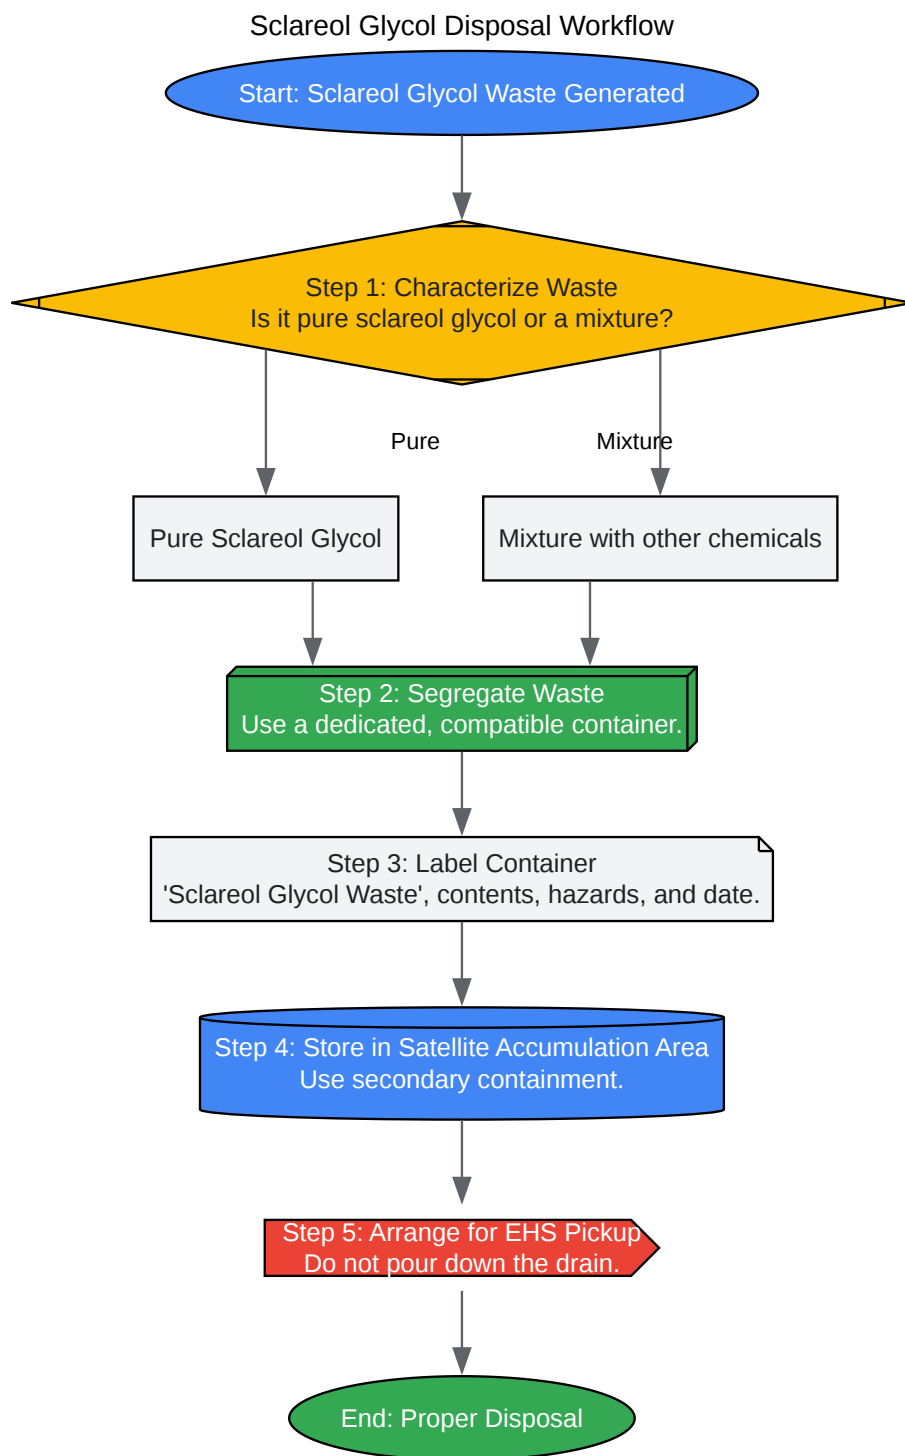 Sclareol Glycol Disposal Workflow
Start: Sclareol Glycol Waste Generated
Step 1: Characterize Waste
Is it pure sclareol glycol or a mixture?
Pure
Mixture
Pure Sclareol Glycol
Mixture with other chemicals
Step 2: Segregate Waste
Use a dedicated, compatible container.
Step 3: Label Container
'Sclareol Glycol Waste', contents, hazards, and date.
Step 4: Store in Satellite Accumulation Area
Use secondary containment.
Step 5: Arrange for EHS Pickup
Do not pour down the drain.
End: Proper Disposal